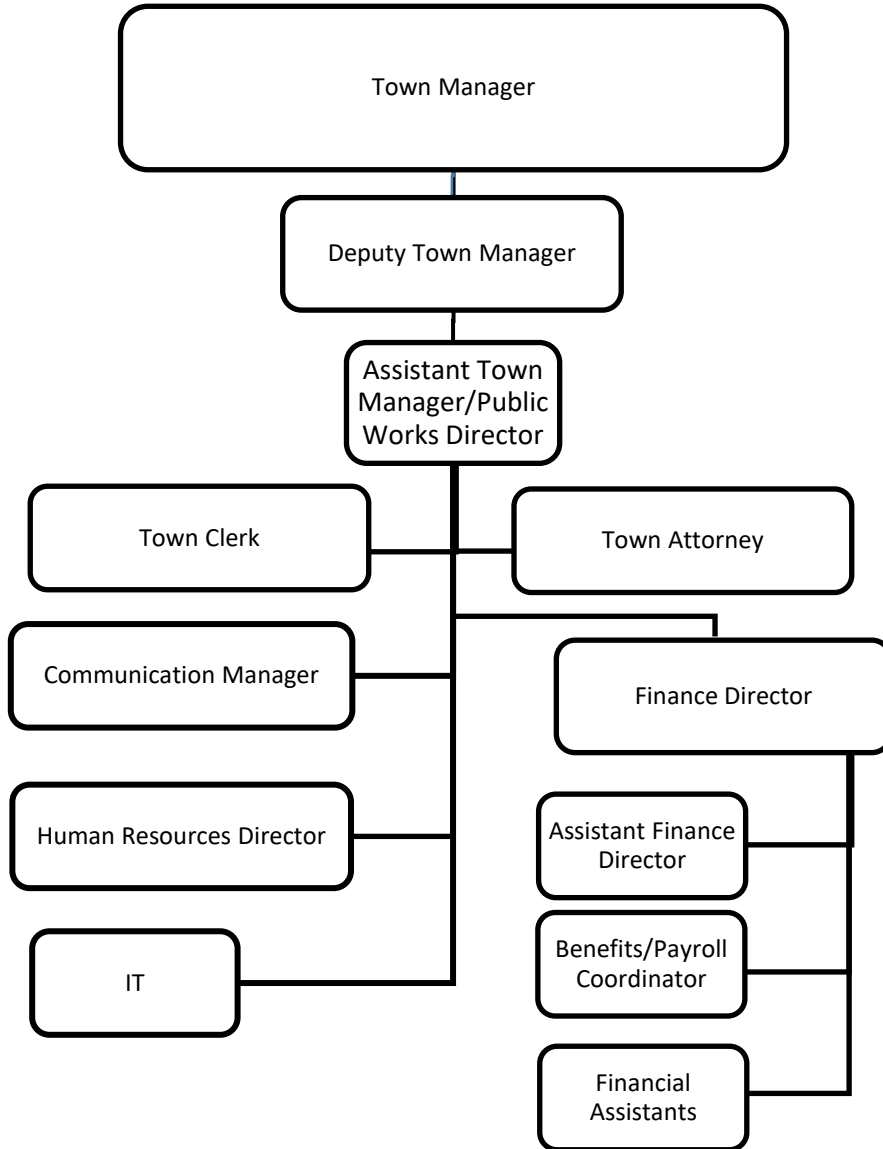 Town Manager
Deputy Town Manager
Assistant Town
Manager/Public
Works Director
Town Clerk
Town Attorney
Communication Manager
Finance Director
Human Resources Director
Assistant Finance
Director
Benefits/Payroll
Coordinator
IT
Financial
Assistants